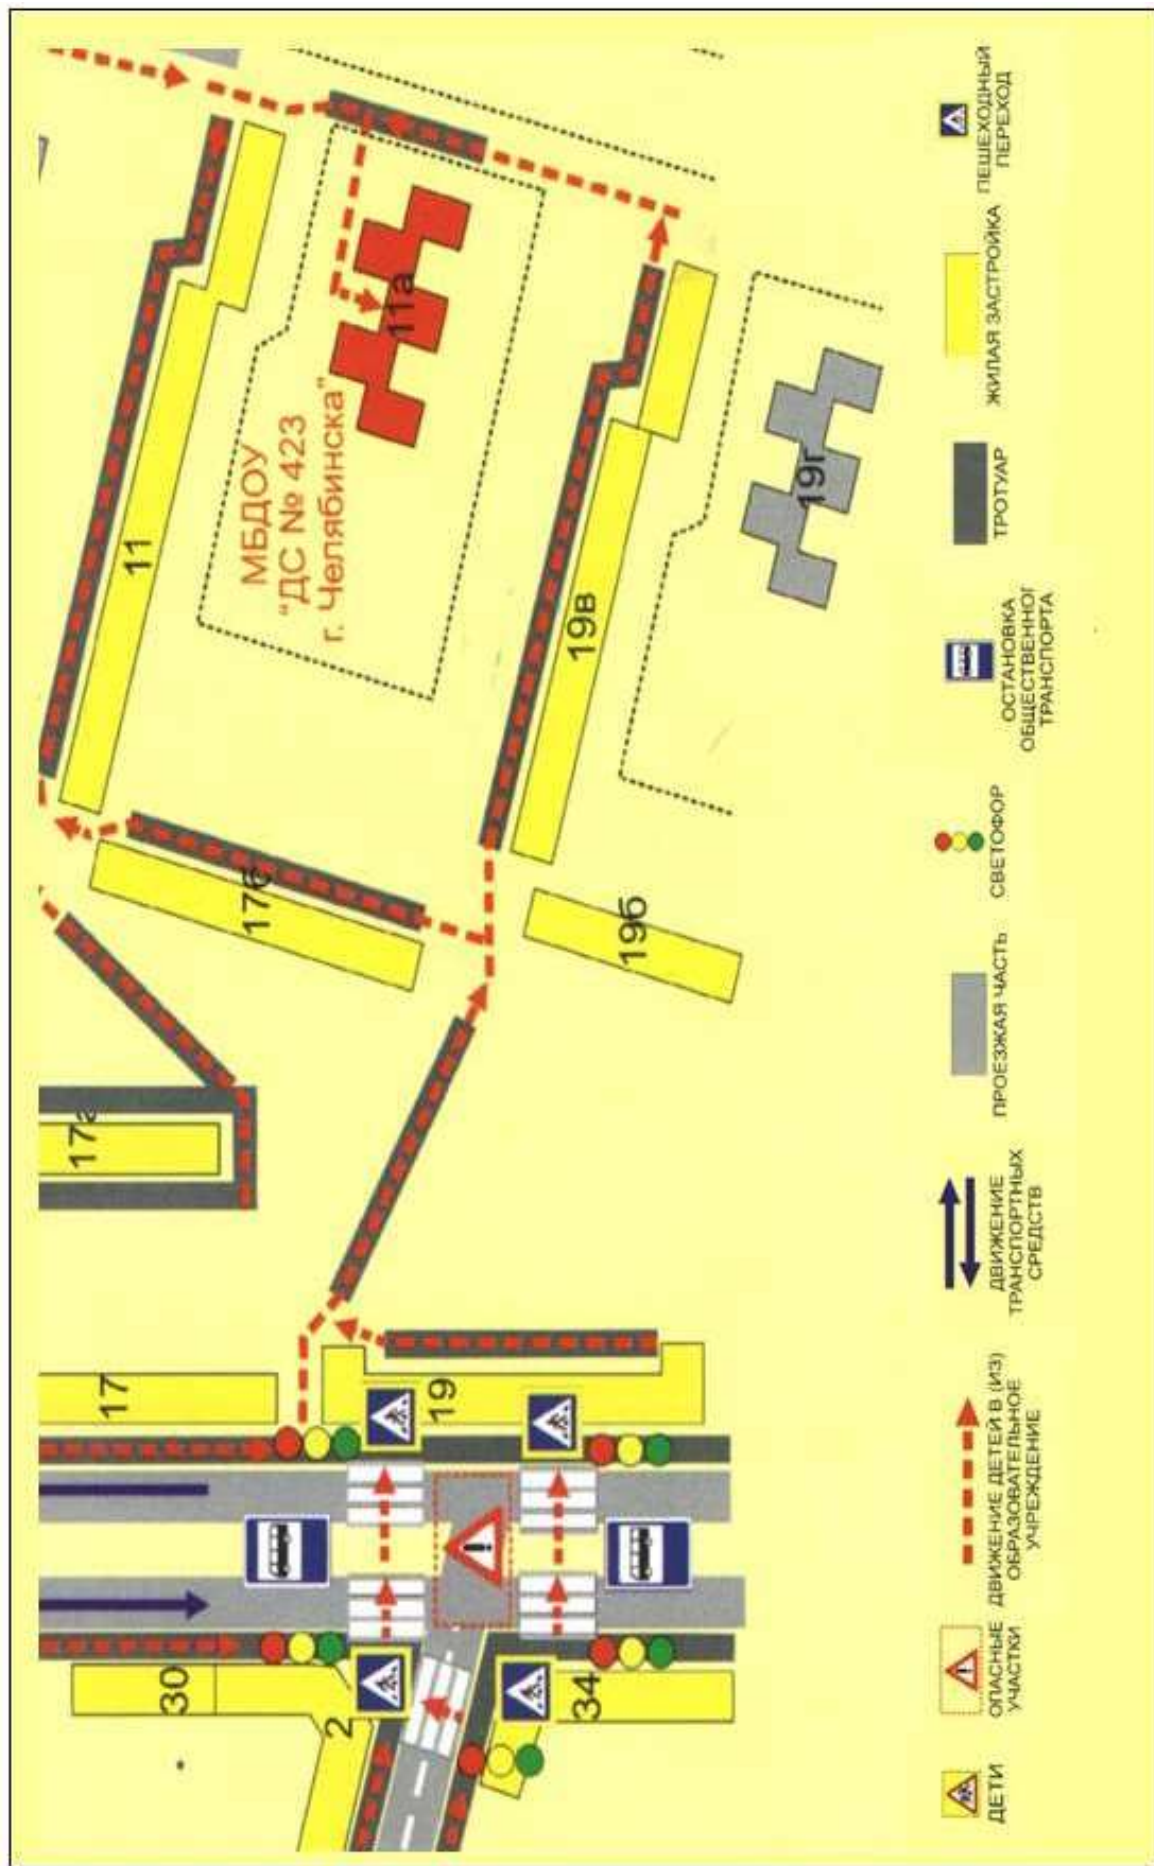 30
2
34
17
19
17а
17б
19б
11
19в
МБДОУ
"ДС № 423
г. Челябинска"
11а
19г
ДЕТИ
ОПАСНЫЕ
УЧАСТКИ
ДВИЖЕНИЕ ДЕТЕЙ В (ИЗ)
ОБРАЗОВАТЕЛЬНОЕ
УЧРЕЖДЕНИЕ
ДВИЖЕНИЕ
ТРАНСПОРТНЫХ
СРЕДСТВ
ПРОЕЗЖАЯ ЧАСТЬ
СВЕТОФОР
ОСТАНОВКА
ОБЩЕСТВЕННОГ
ТРАНСПОРТА
ТРОТУАР
ЖИЛАЯ ЗАСТРОЙКА
ПЕШЕХОДНЫЙ
ПЕРЕХОД